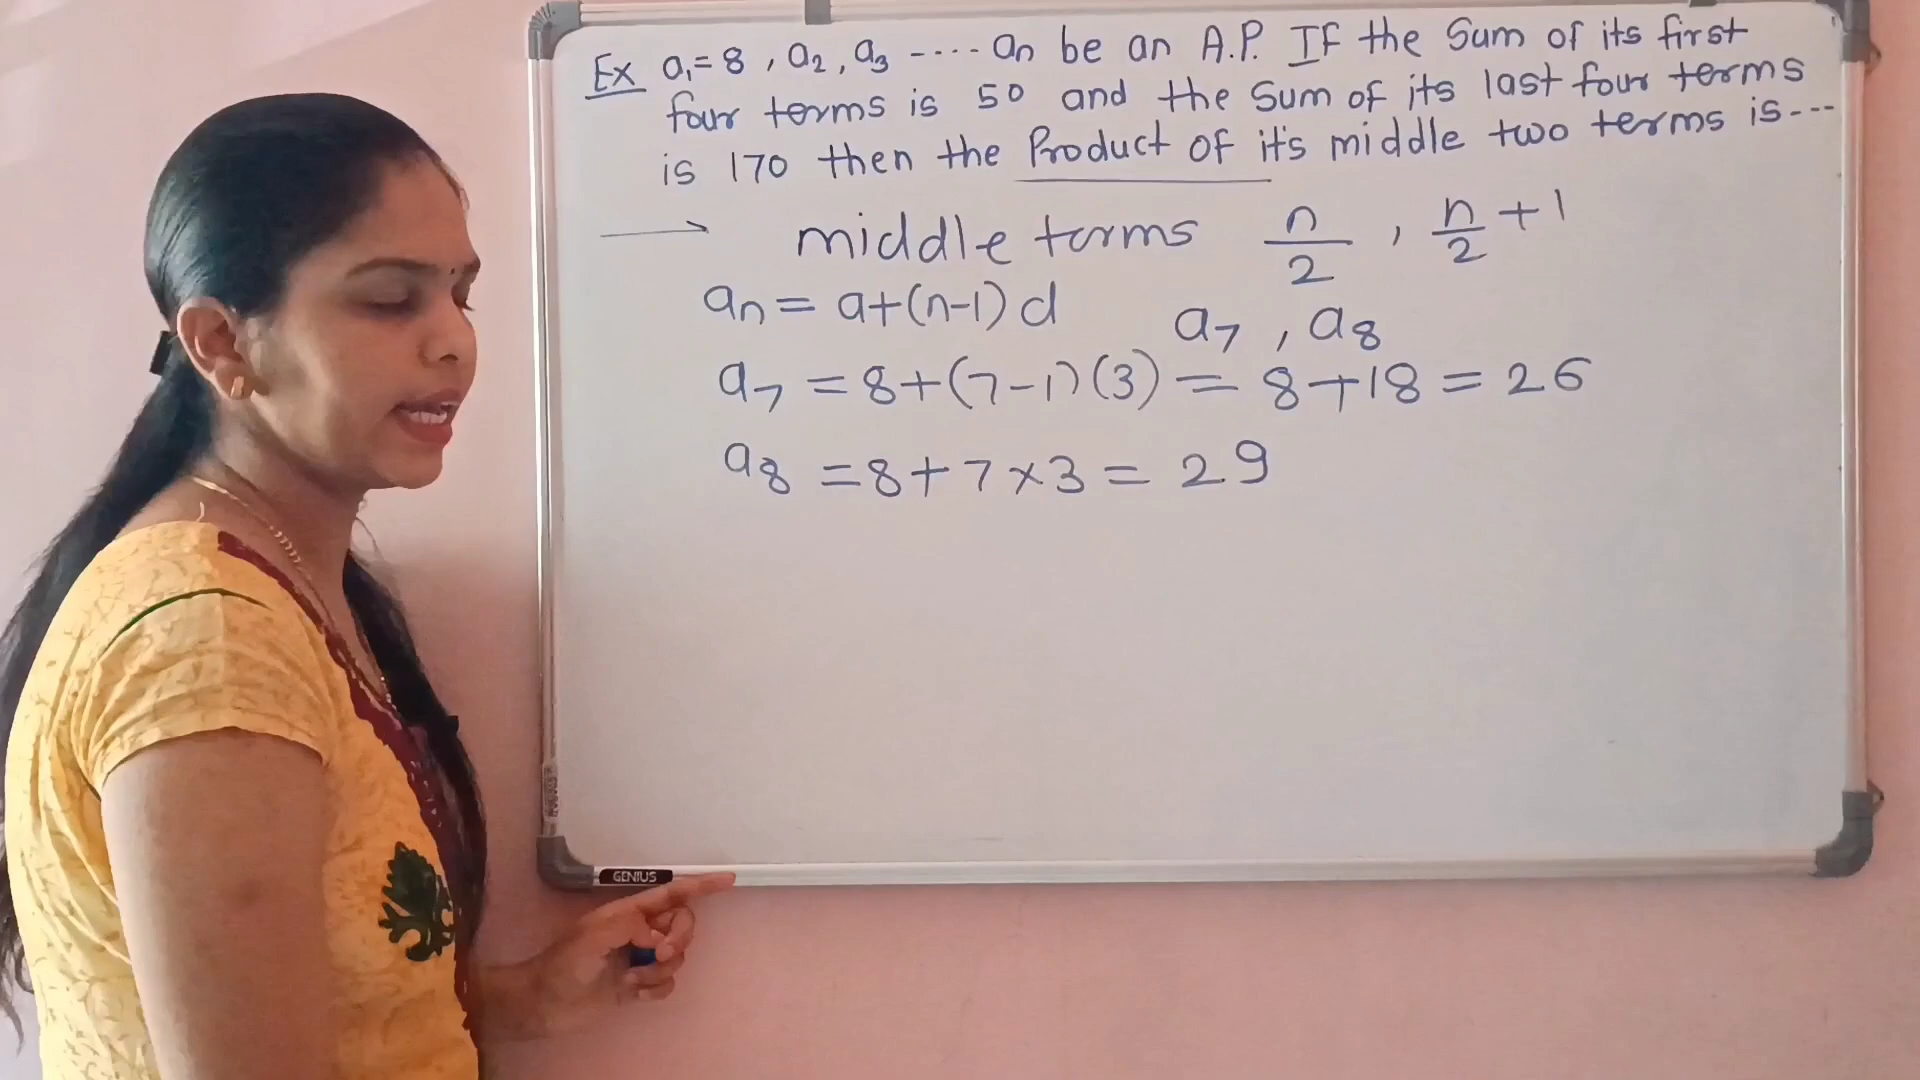 Ex a₁=8 , a₂, a₃ ---- an be an A.P. IF the Sum of its first
four terms is 50 and the Sum of its last four terms
is 170 then the Product of it's middle two terms is---
→ middle terms n/2 , n/2 +1
an = a+(n-1)d
a₇ , a₈
a₇ = 8+(7-1)(3) = 8+18 = 26
a₈ = 8+7×3 = 29
GENIUS